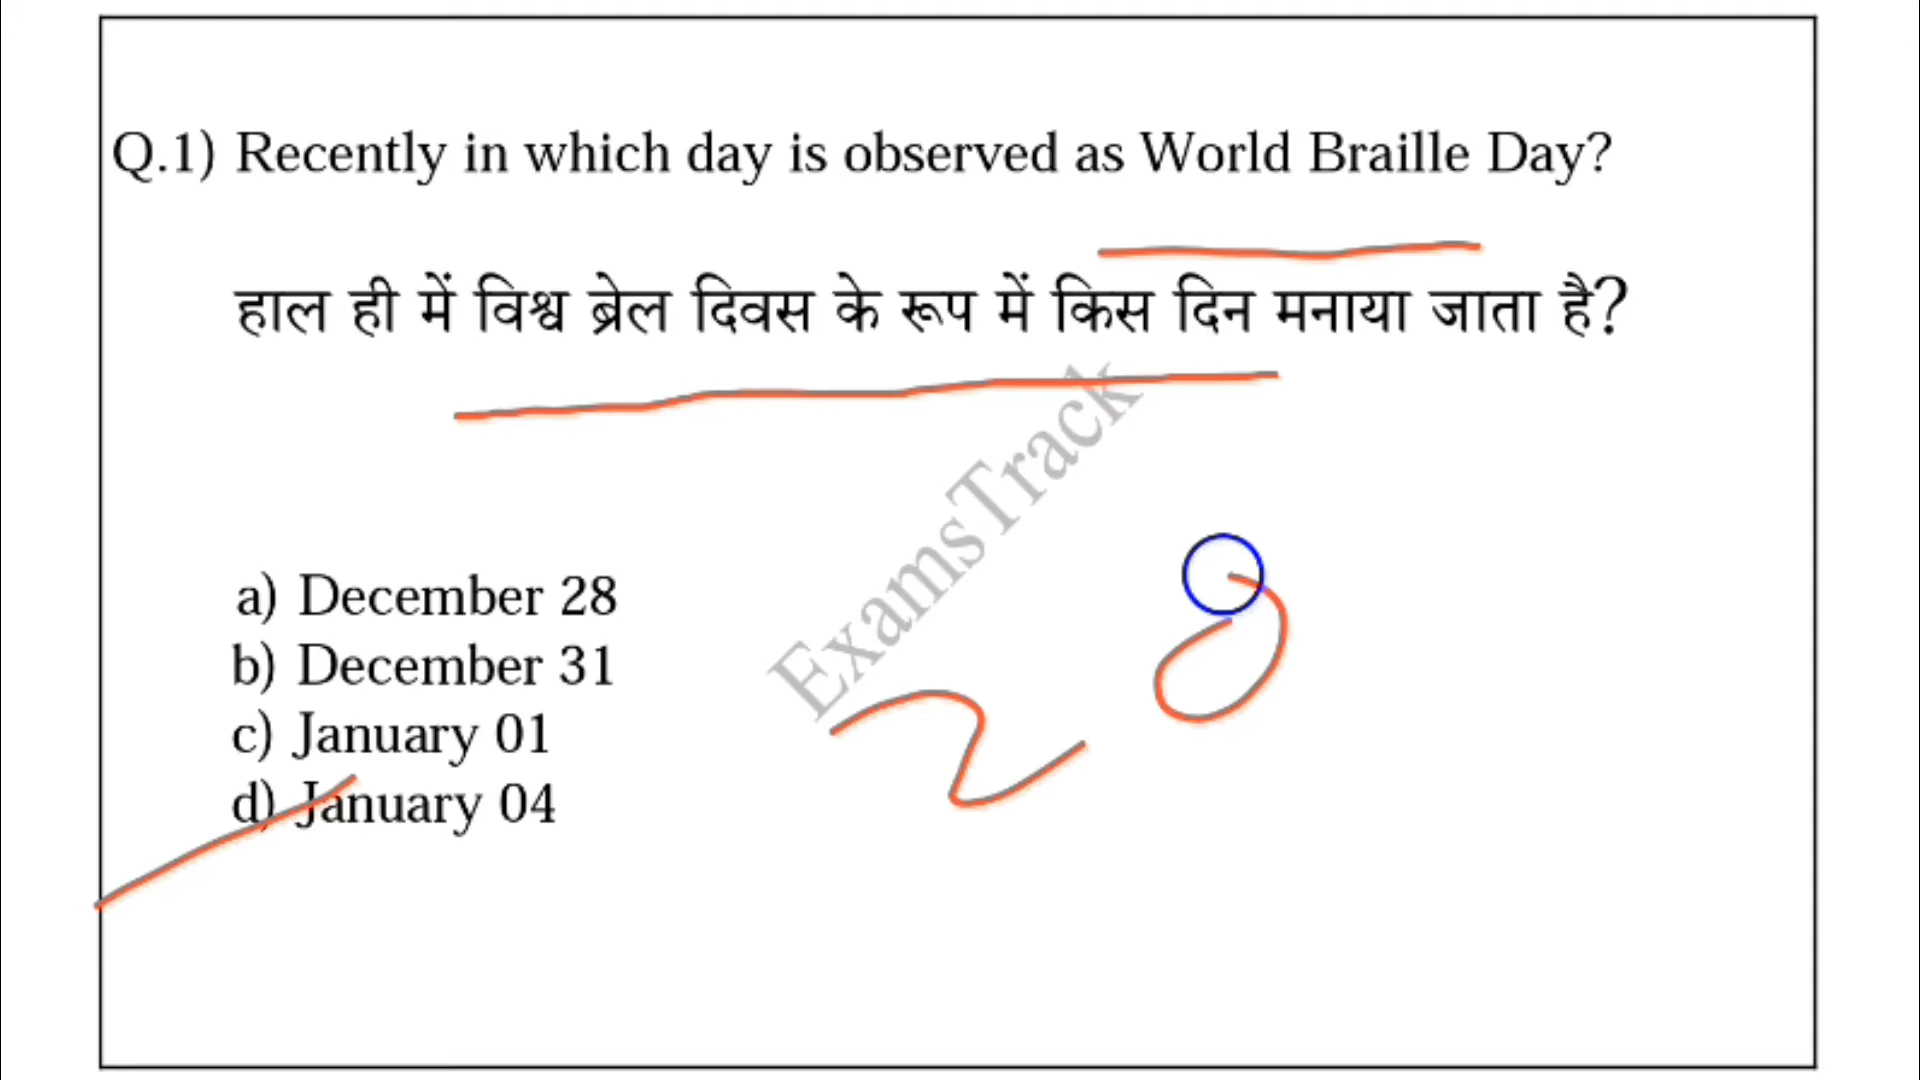 Q.1) Recently in which day is observed as World Braille Day?
हाल ही में विश्व ब्रेल दिवस के रूप में किस दिन मनाया जाता है?
ExamsTrack
a) December 28
b) December 31
c) January 01
d) January 04